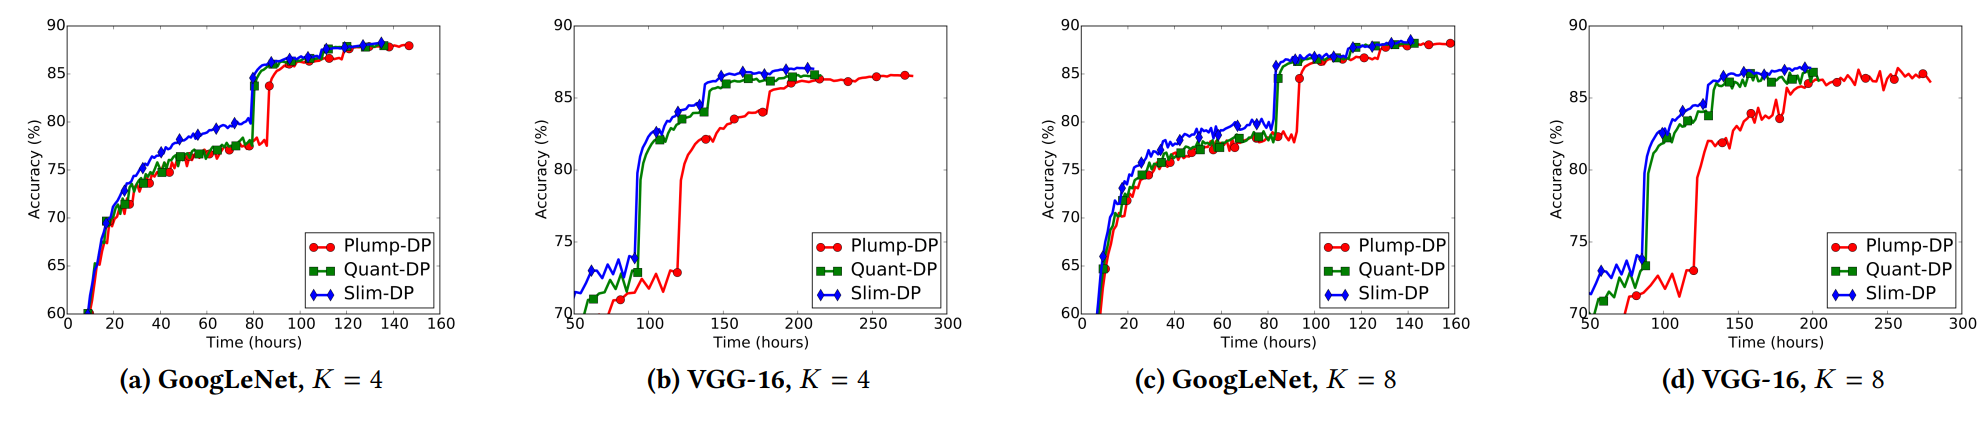 90
85
80
75
70
65
60
Accuracy (%)
0 20 40 60 80 100 120 140 160
Time (hours)
Plump-DP
Quant-DP
Slim-DP
(a) GoogLeNet, K = 4
90
85
80
75
70
Accuracy (%)
50 100 150 200 250 300
Time (hours)
Plump-DP
Quant-DP
Slim-DP
(b) VGG-16, K = 4
90
85
80
75
70
65
60
Accuracy (%)
0 20 40 60 80 100 120 140 160
Time (hours)
Plump-DP
Quant-DP
Slim-DP
(c) GoogLeNet, K = 8
90
85
80
75
70
Accuracy (%)
50 100 150 200 250 300
Time (hours)
Plump-DP
Quant-DP
Slim-DP
(d) VGG-16, K = 8